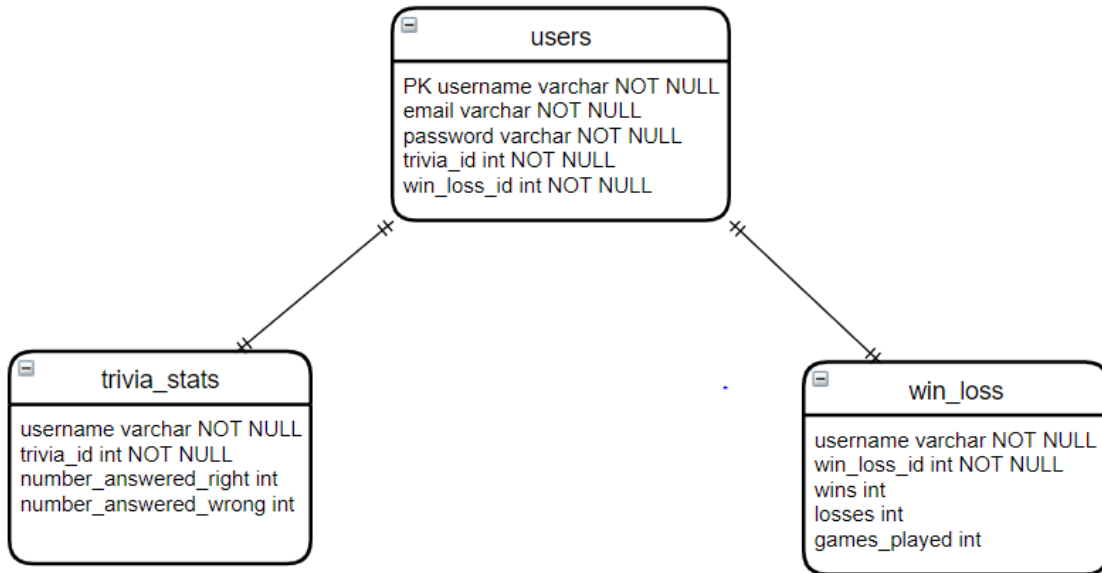 users
PK username varchar NOT NULL
email varchar NOT NULL
password varchar NOT NULL
trivia_id int NOT NULL
win_loss_id int NOT NULL
trivia_stats
username varchar NOT NULL
trivia_id int NOT NULL
number_answered_right int
number_answered_wrong int
win_loss
username varchar NOT NULL
win_loss_id int NOT NULL
wins int
losses int
games_played int